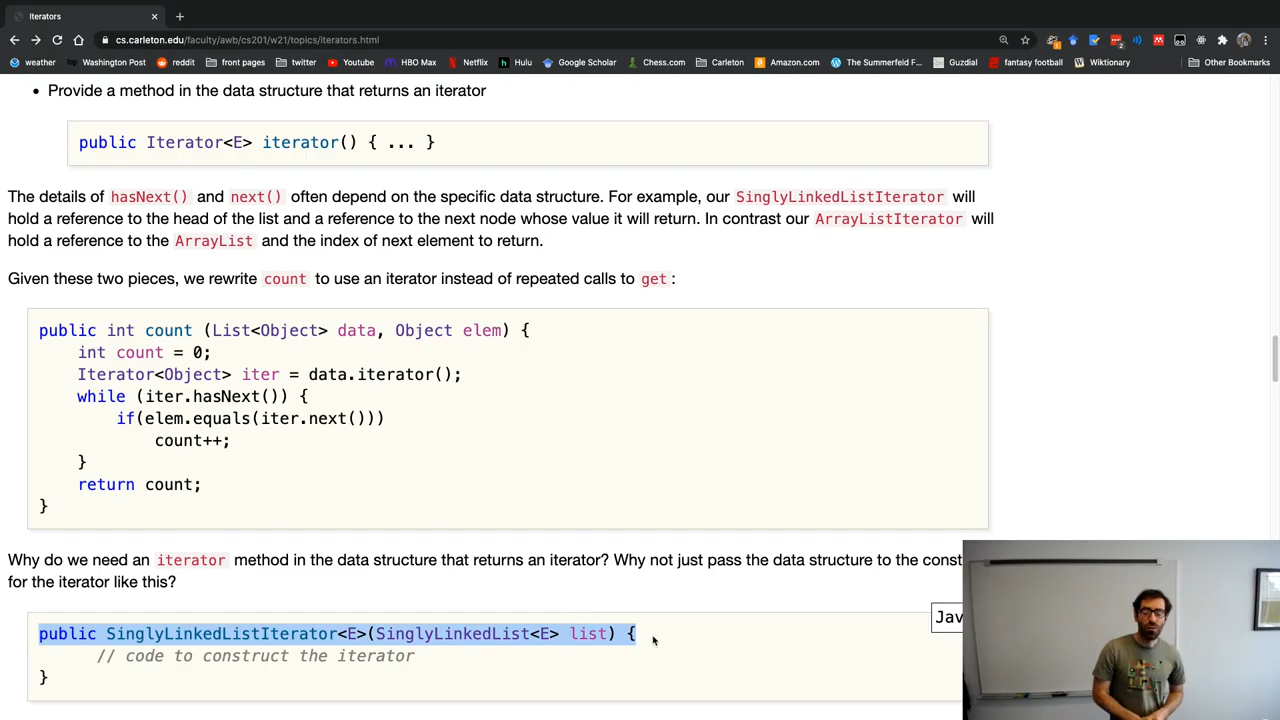 Iterators
cs.carleton.edu/faculty/awb/cs201/w21/topics/iterators.html
weather Washington Post reddit front pages twitter Youtube HBO Max Netflix Hulu Google Scholar Chess.com Carleton Amazon.com The Summerfeld F... Guzdial fantasy football Wiktionary Other Bookmarks
• Provide a method in the data structure that returns an iterator
public Iterator<E> iterator() { ... }
The details of hasNext() and next() often depend on the specific data structure. For example, our SinglyLinkedListIterator will
hold a reference to the head of the list and a reference to the next node whose value it will return. In contrast our ArrayListIterator will
hold a reference to the ArrayList and the index of next element to return.
Given these two pieces, we rewrite count to use an iterator instead of repeated calls to get:
public int count (List<Object> data, Object elem) {
int count = 0;
Iterator<Object> iter = data.iterator();
while (iter.hasNext()) {
if(elem.equals(iter.next()))
count++;
}
return count;
}
Why do we need an iterator method in the data structure that returns an iterator? Why not just pass the data structure to the const
for the iterator like this?
Jav
public SinglyLinkedListIterator<E>(SinglyLinkedList<E> list) {
// code to construct the iterator
}